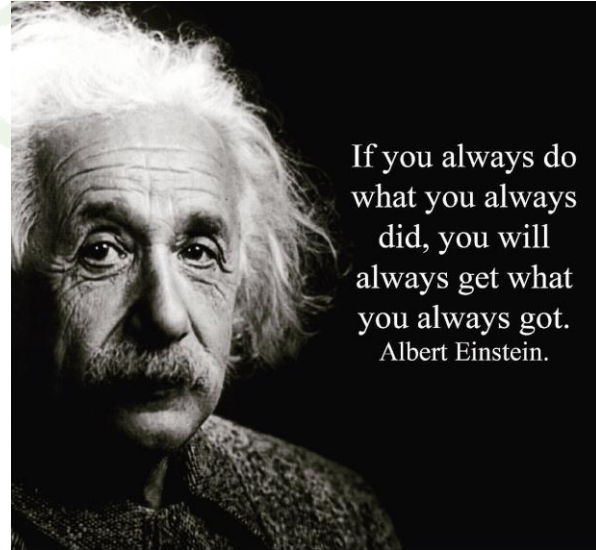 If you always do
what you always
did, you will
always get what
you always got.
Albert Einstein.